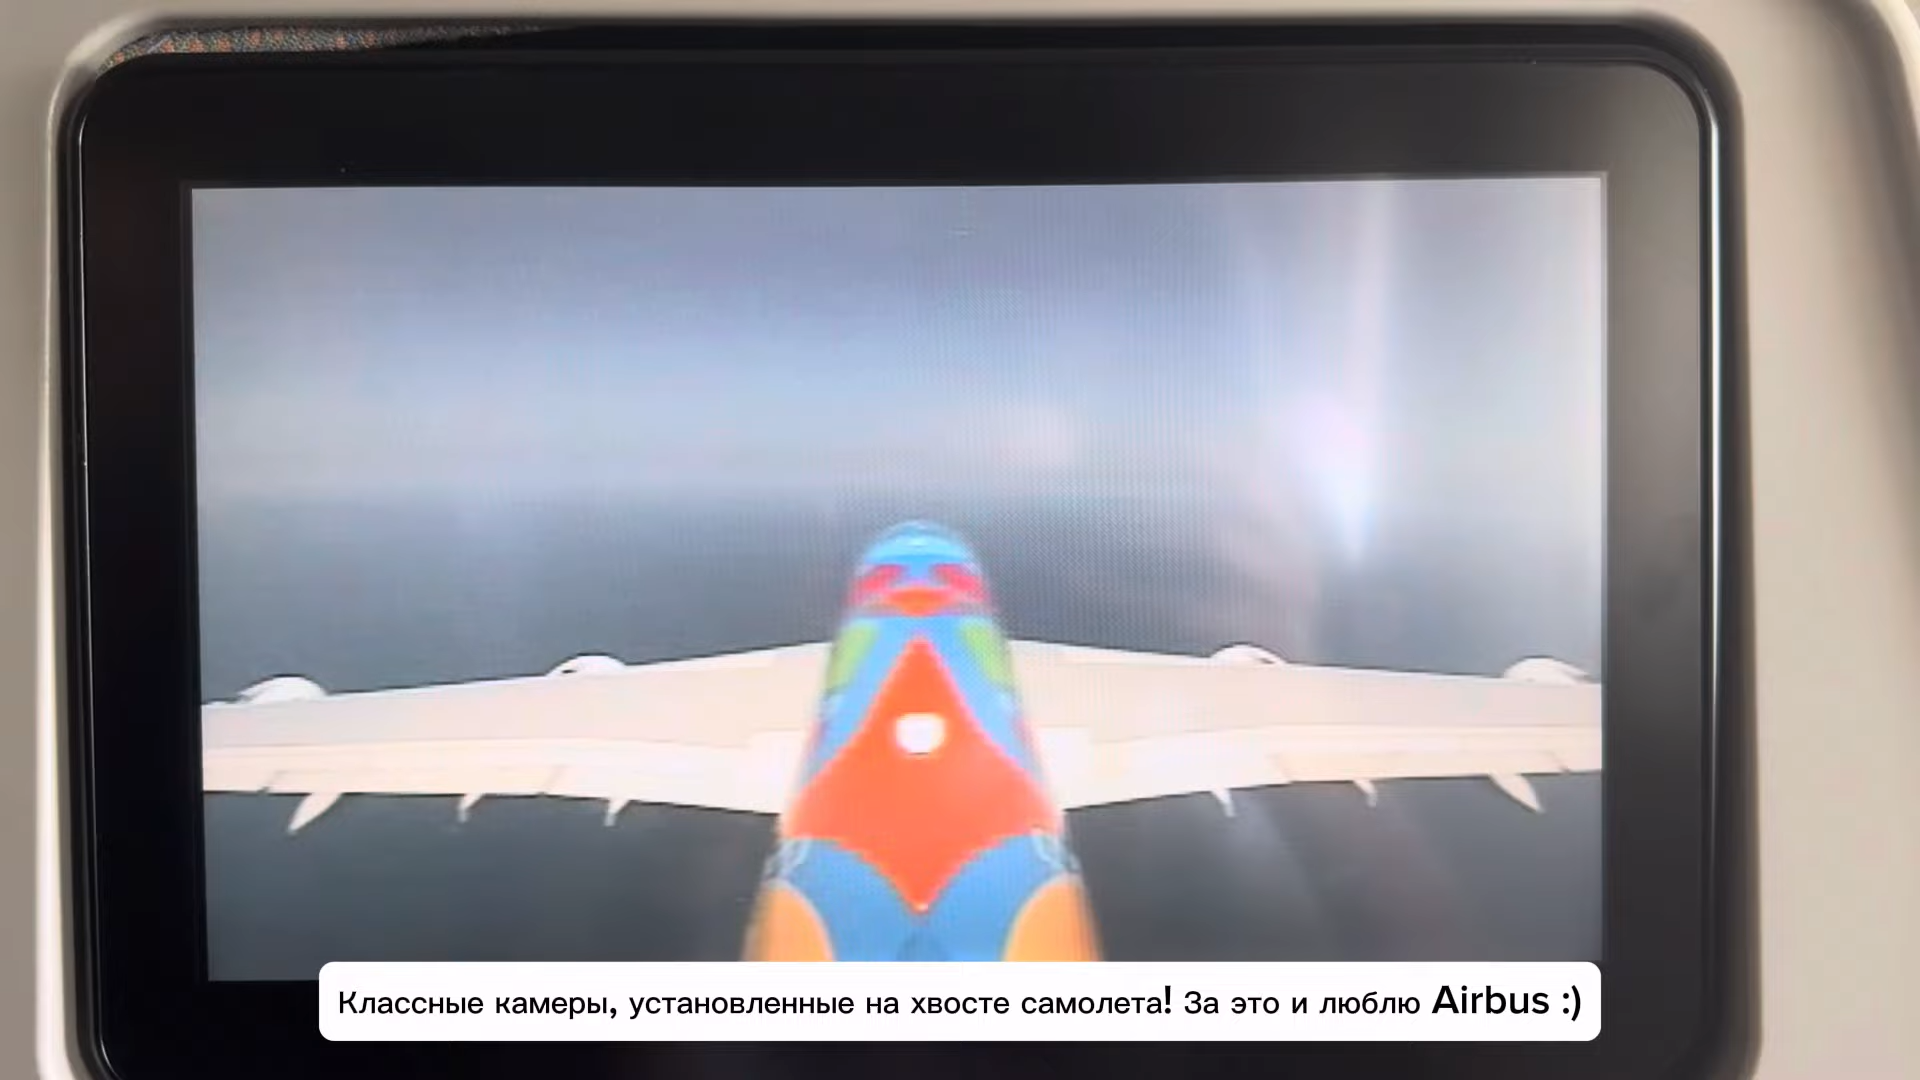 Классные камеры, установленные на хвосте самолета! За это и люблю Airbus :)